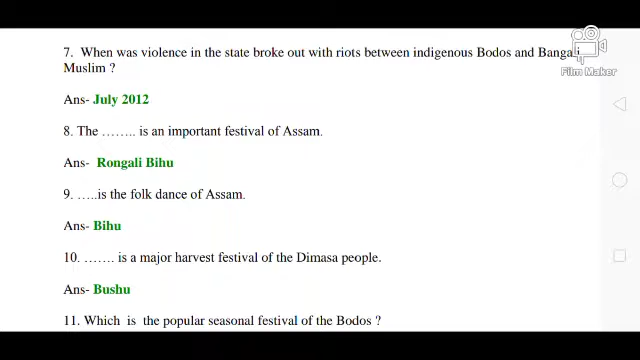 7. When was violence in the state broke out with riots between indigenous Bodos and Bangali
Muslim ?
Ans- July 2012
8. The …….. is an important festival of Assam.
Ans- Rongali Bihu
9. …..is the folk dance of Assam.
Ans- Bihu
10. ……. is a major harvest festival of the Dimasa people.
Ans- Bushu
11. Which is the popular seasonal festival of the Bodos ?
Film Maker